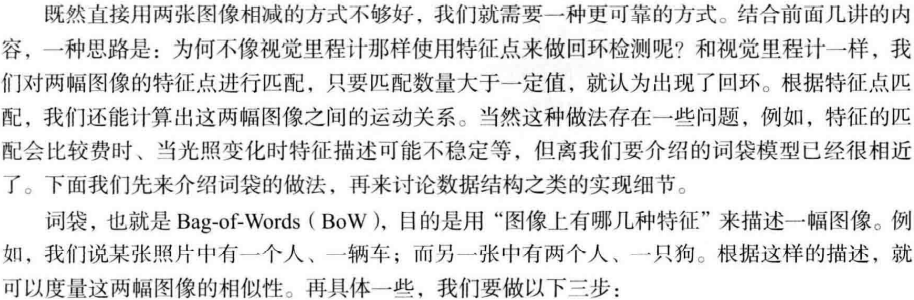 既然直接用两张图像相减的方式不够好，我们就需要一种更可靠的方式。结合前面几讲的内
容，一种思路是：为何不像视觉里程计那样使用特征点来做回环检测呢？和视觉里程计一样，我
们对两幅图像的特征点进行匹配，只要匹配数量大于一定值，就认为出现了回环。根据特征点匹
配，我们还能计算出这两幅图像之间的运动关系。当然这种做法存在一些问题，例如，特征的匹
配会比较费时、当光照变化时特征描述可能不稳定等，但离我们要介绍的词袋模型已经很相近
了。下面我们先来介绍词袋的做法，再来讨论数据结构之类的实现细节。
词袋，也就是 Bag-of-Words（BoW），目的是用“图像上有哪几种特征”来描述一幅图像。例
如，我们说某张照片中有一个人、一辆车；而另一张中有两个人、一只狗。根据这样的描述，就
可以度量这两幅图像的相似性。再具体一些，我们要做以下三步：